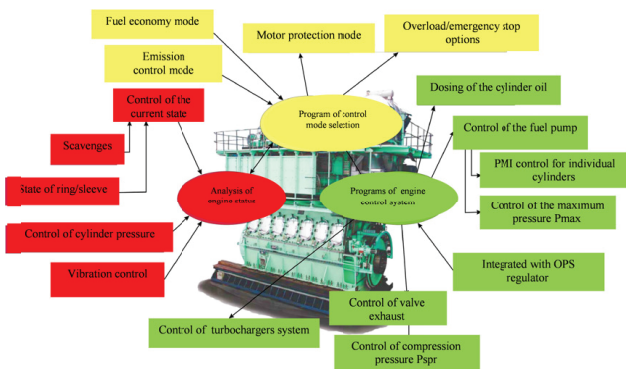 Fuel economy mode
Motor protection mode
Overload/emergency stop
options
Emission
control mode
Program of control
mode selection
Dosing of the cylinder oil
Control of the
current state
Control of the fuel pump
Scavenges
PMI control for individual
cylinders
State of ring/sleeve
Analysis of
engine status
Programs of engine
control system
Control of the maximum
pressure Pmax
Control of cylinder pressure
Vibration control
Integrated with OPS
regulator
Control of valve
exhaust
Control of turbochargers system
Control of compression
pressure Pspr